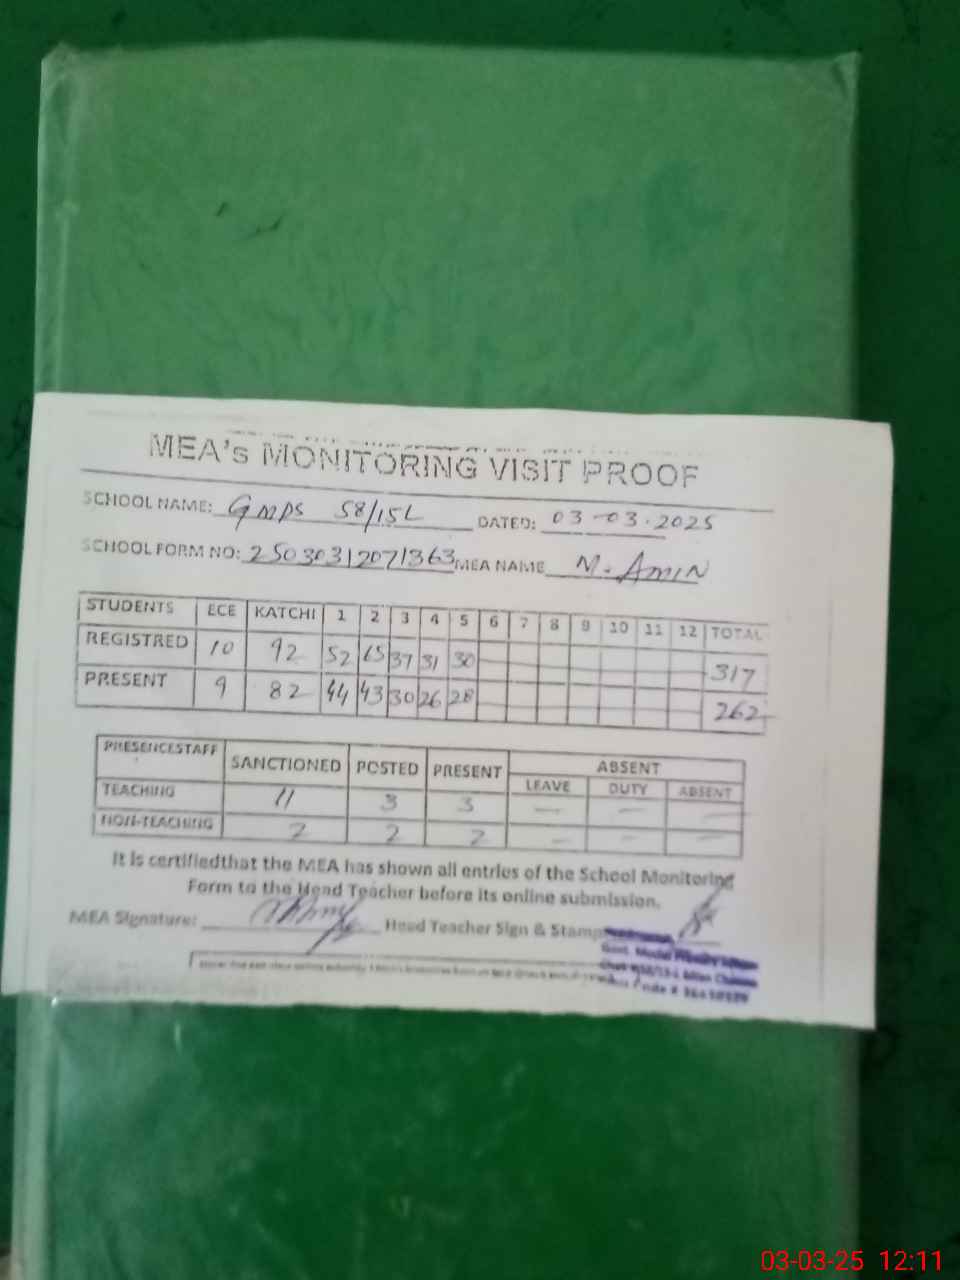 MEA's MONITORING VISIT PROOF
SCHOOL NAME: GMPS 58/15L DATED: 03-03.2025
SCHOOL FORM NO: 25030312071363 MEA NAME M. AMIN
STUDENTS ECE KATCHI 1 2 3 4 5 6 7 8 9 10 11 12 TOTAL
REGISTRED 10 92 52 65 37 31 30 317
PRESENT 9 82 44 43 30 26 28 262
PRESENCESTAFF SANCTIONED POSTED PRESENT ABSENT
LEAVE DUTY ABSENT
TEACHING 11 3 3 — — —
NON-TEACHING 2 2 2 — — —
It is certifiedthat the MEA has shown all entries of the School Monitoring
Form to the Head Teacher before its online submission.
MEA Signature: Head Teacher Sign & Stamp
Govt. Model Primary School
03-03-25 12:11